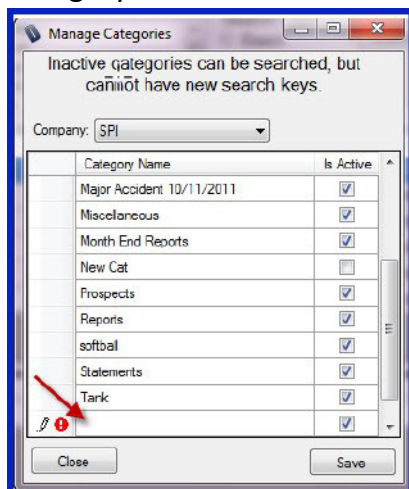 Manage Categories
Inactive categories can be searched, but
cannot have new search keys.
Company: SPI
Category Name Is Active
Major Accident 10/11/2011
Miscellaneous
Month End Reports
New Cat
Prospects
Reports
softball
Statements
Tank
Close Save